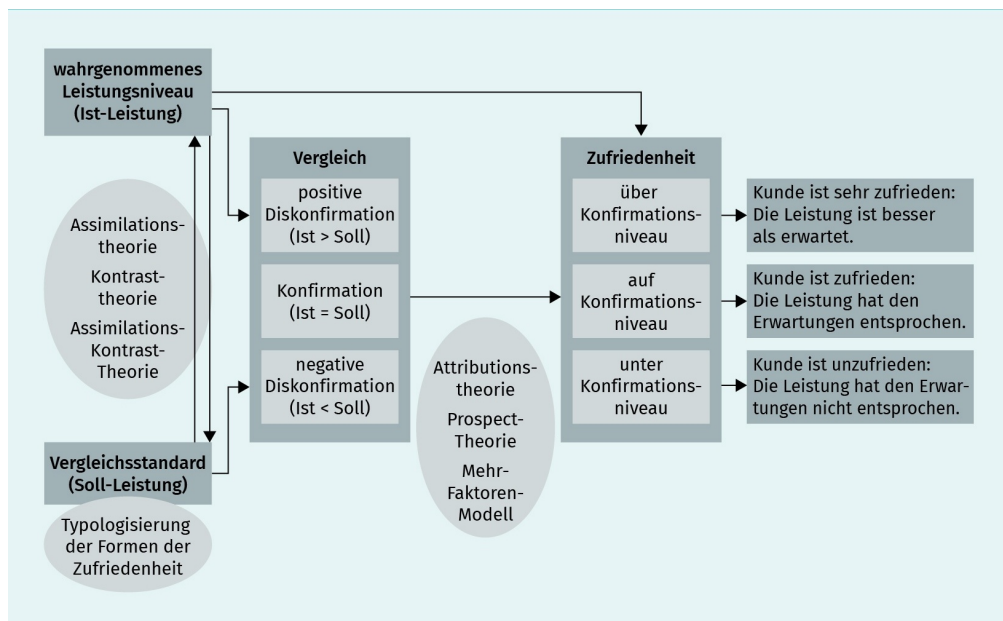 wahrgenommenes
Leistungsniveau
(Ist-Leistung)
Assimilations-
theorie
Kontrast-
theorie
Assimilations-
Kontrast-
Theorie
Vergleichsstandard
(Soll-Leistung)
Typologisierung
der Formen der
Zufriedenheit
Vergleich
positive
Diskonfirmation
(Ist > Soll)
Konfirmation
(Ist = Soll)
negative
Diskonfirmation
(Ist < Soll)
Attributions-
theorie
Prospect-
Theorie
Mehr-
Faktoren-
Modell
Zufriedenheit
über
Konfirmations-
niveau
auf
Konfirmations-
niveau
unter
Konfirmations-
niveau
Kunde ist sehr zufrieden:
Die Leistung ist besser
als erwartet.
Kunde ist zufrieden:
Die Leistung hat den
Erwartungen entsprochen.
Kunde ist unzufrieden:
Die Leistung hat den Erwar-
tungen nicht entsprochen.